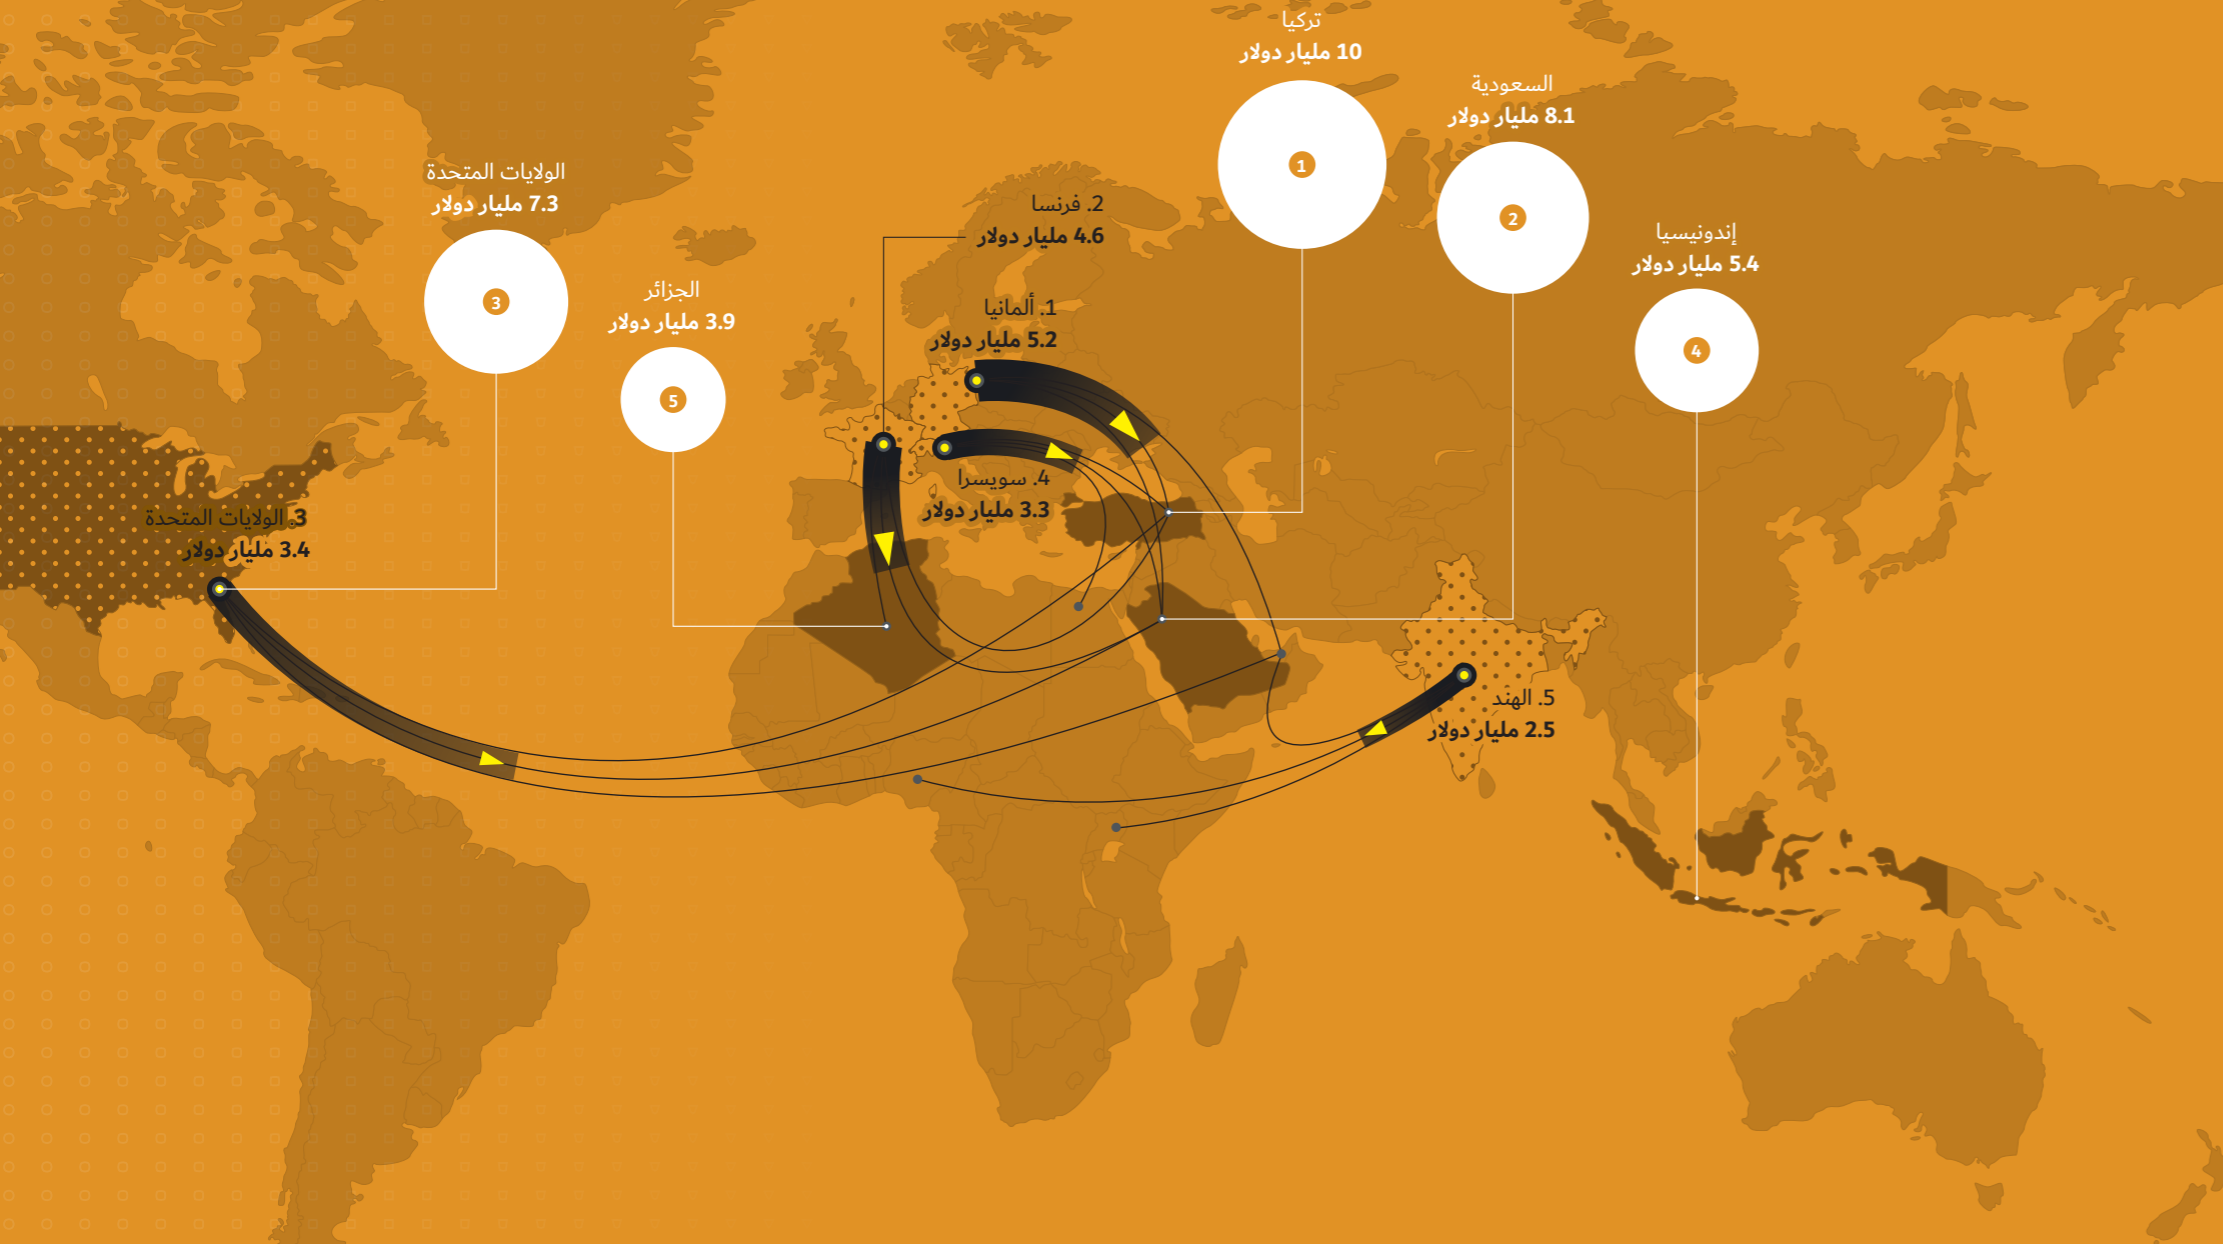 تركيا
10 مليار دولار
1
السعودية
8.1 مليار دولار
2
الولايات المتحدة
7.3 مليار دولار
3
إندونيسيا
5.4 مليار دولار
4
الجزائر
3.9 مليار دولار
5
1. ألمانيا
5.2 مليار دولار
2. فرنسا
4.6 مليار دولار
3. الولايات المتحدة
3.4 مليار دولار
4. سويسرا
3.3 مليار دولار
5. الهند
2.5 مليار دولار